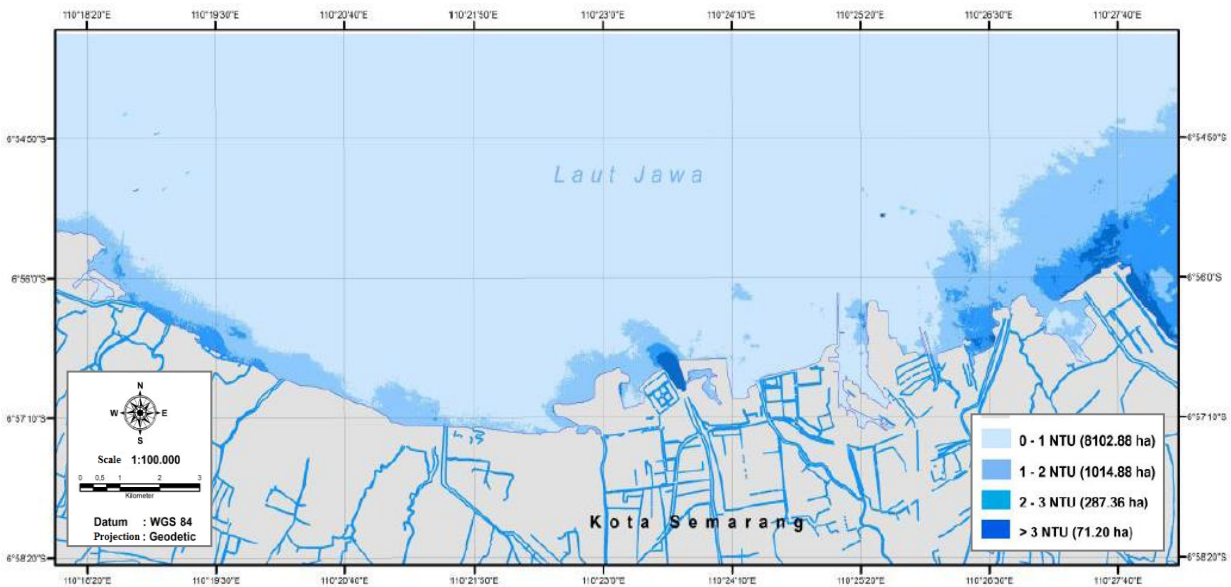 110°18'20"E 110°19'30"E 110°20'40"E 110°21'50"E 110°23'0"E 110°24'10"E 110°25'20"E 110°26'30"E 110°27'40"E
6°54'50"S 6°54'50"S
Laut Jawa
6°56'0"S 6°56'0"S
6°57'10"S 6°57'10"S
N
W E
S
Scale 1:100.000
0 0,5 1 2 3
Kilometer
Datum : WGS 84
Projection : Geodetic
Kota Semarang
0 - 1 NTU (8102.88 ha)
1 - 2 NTU (1014.88 ha)
2 - 3 NTU (287.36 ha)
> 3 NTU (71.20 ha)
6°58'20"S 6°58'20"S
110°18'20"E 110°19'30"E 110°20'40"E 110°21'50"E 110°23'0"E 110°24'10"E 110°25'20"E 110°26'30"E 110°27'40"E